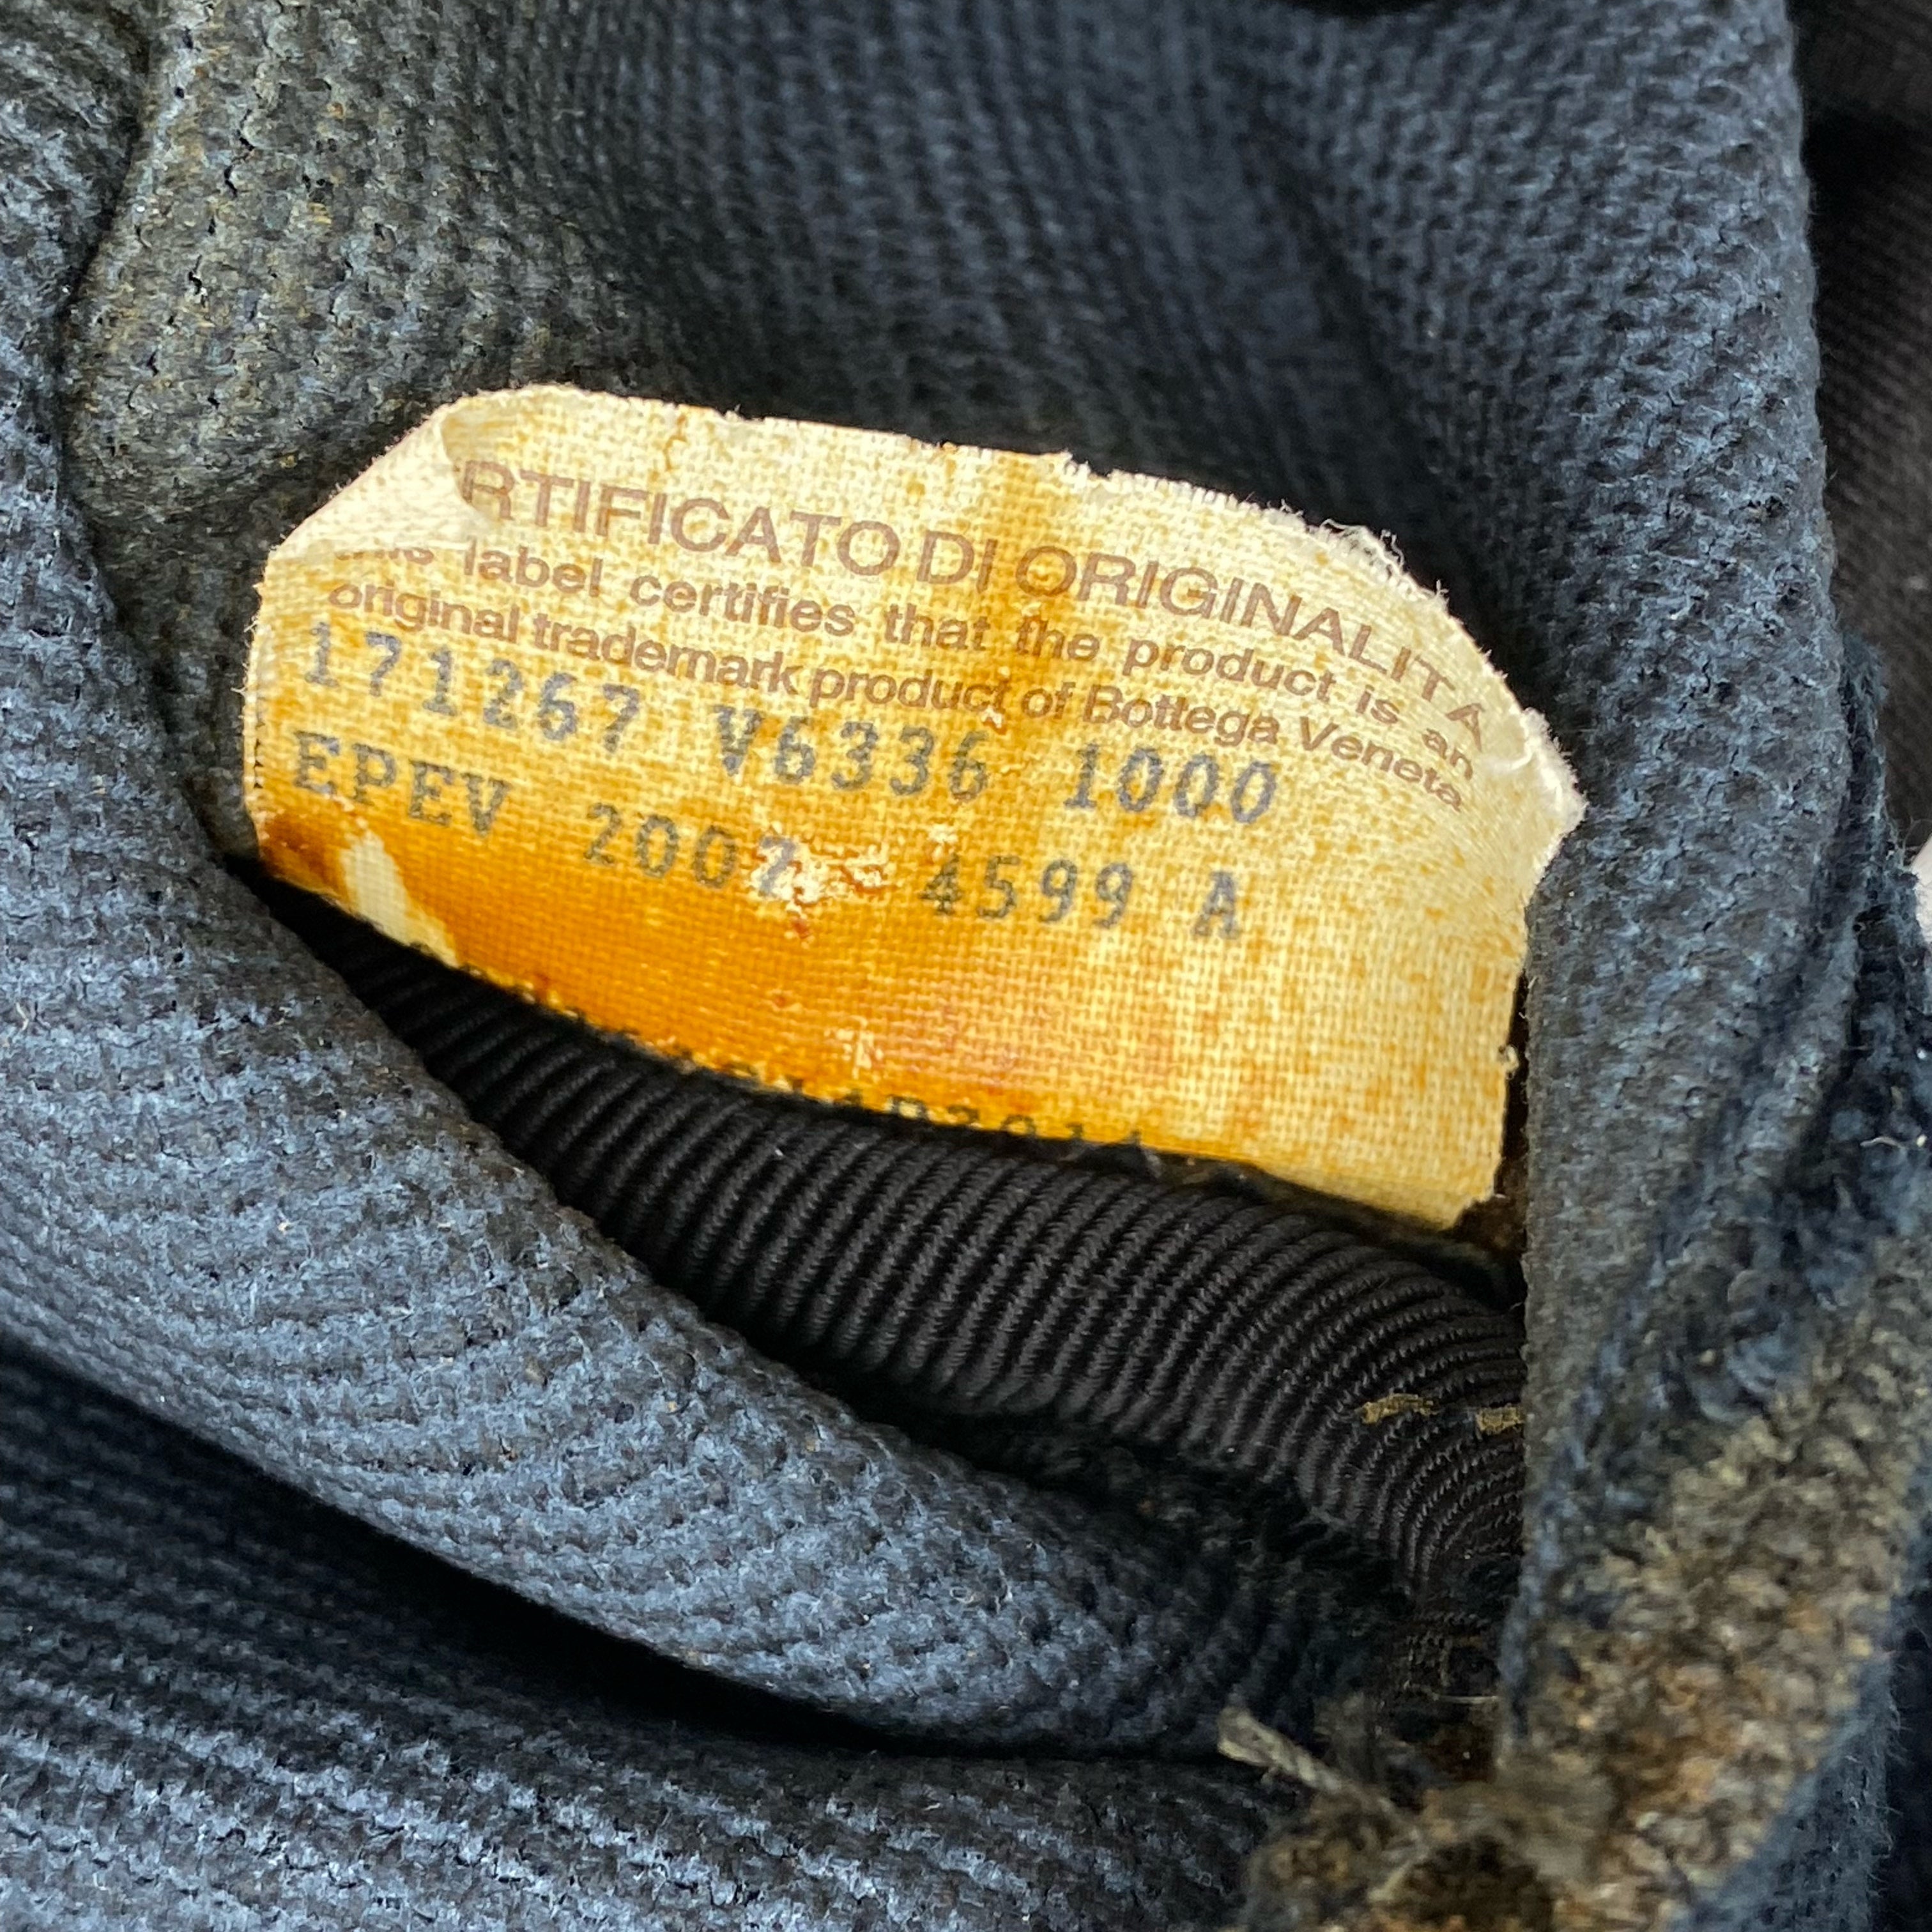 RTIFICATO DI ORIGINALITÀ
label certifies that the product is an
original trademark product of Bottega Veneta
171267 V6336 1000
EPEV 2007 4599 A